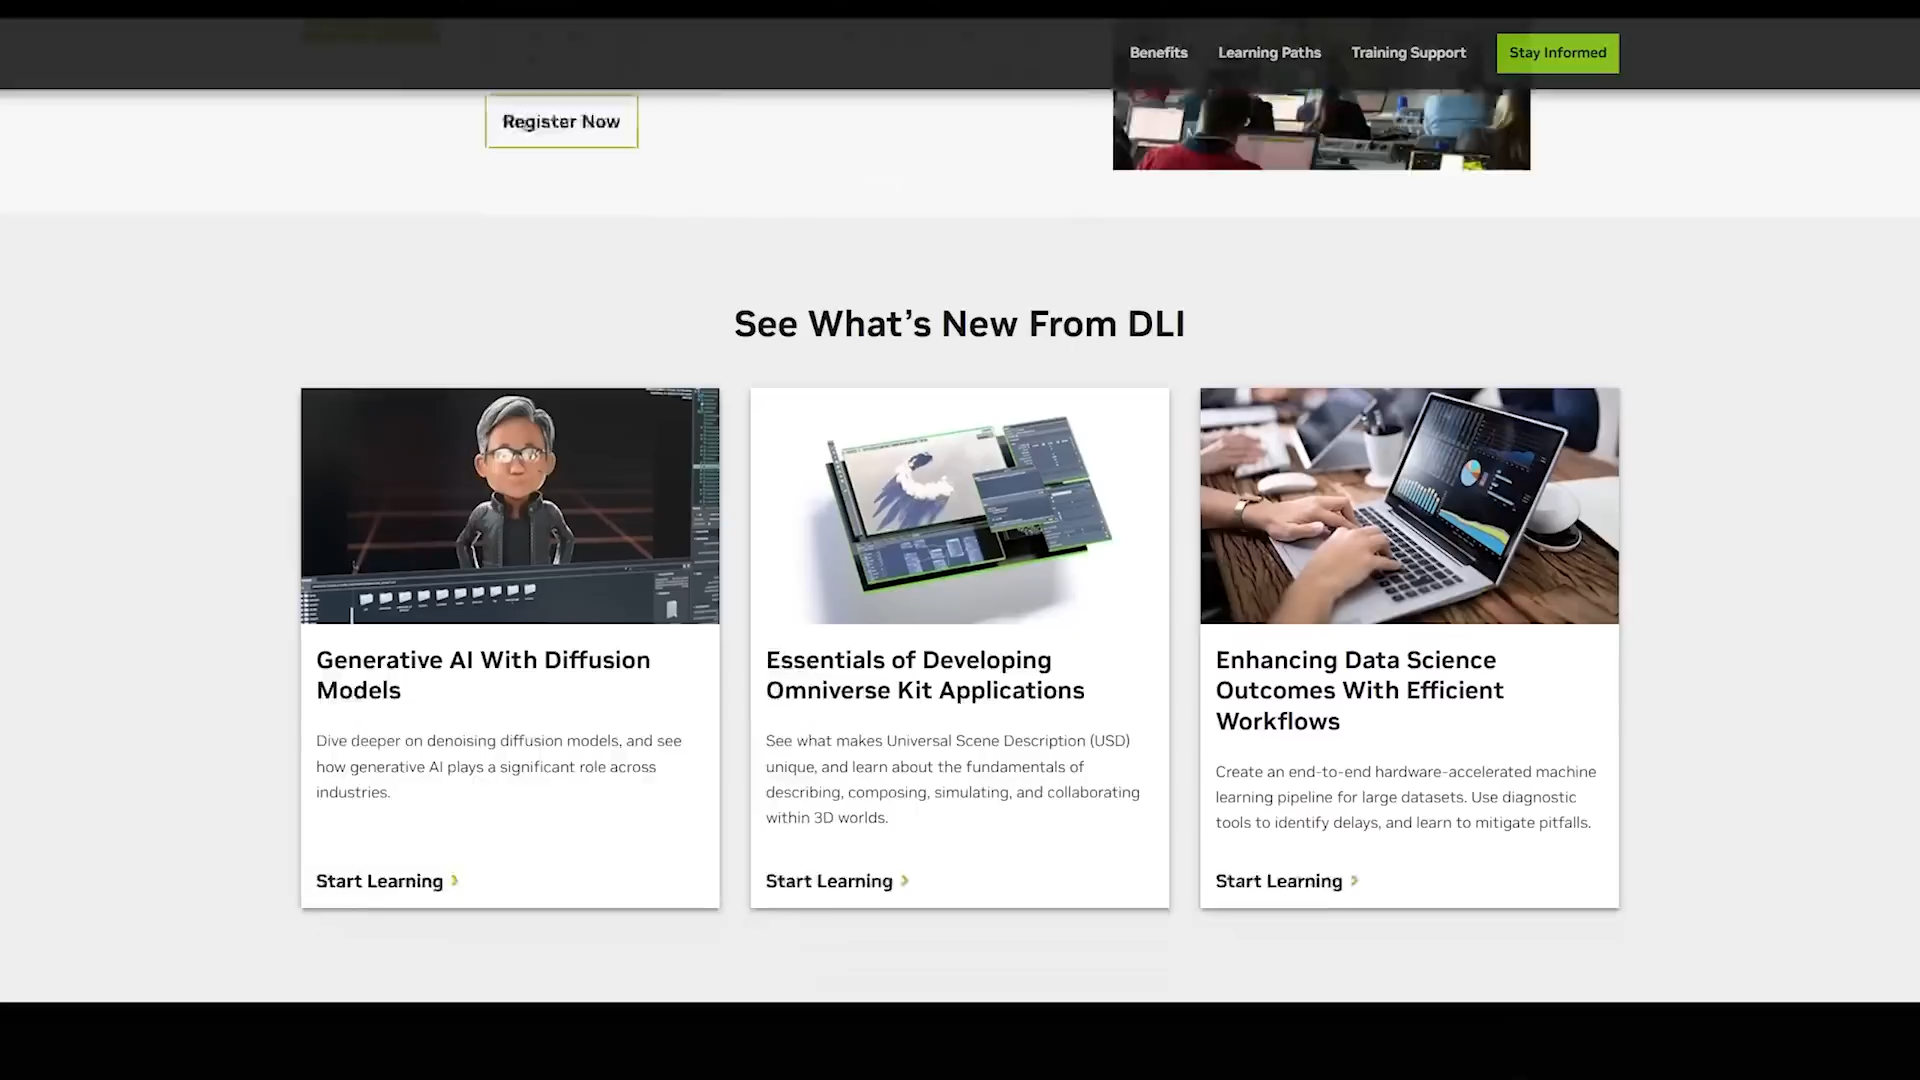 Benefits
Learning Paths
Training Support
Stay Informed
Register Now
See What’s New From DLI
Generative AI With Diffusion
Models
Dive deeper on denoising diffusion models, and see
how generative AI plays a significant role across
industries.
Start Learning
Essentials of Developing
Omniverse Kit Applications
See what makes Universal Scene Description (USD)
unique, and learn about the fundamentals of
describing, composing, simulating, and collaborating
within 3D worlds.
Start Learning
Enhancing Data Science
Outcomes With Efficient
Workflows
Create an end-to-end hardware-accelerated machine
learning pipeline for large datasets. Use diagnostic
tools to identify delays, and learn to mitigate pitfalls.
Start Learning